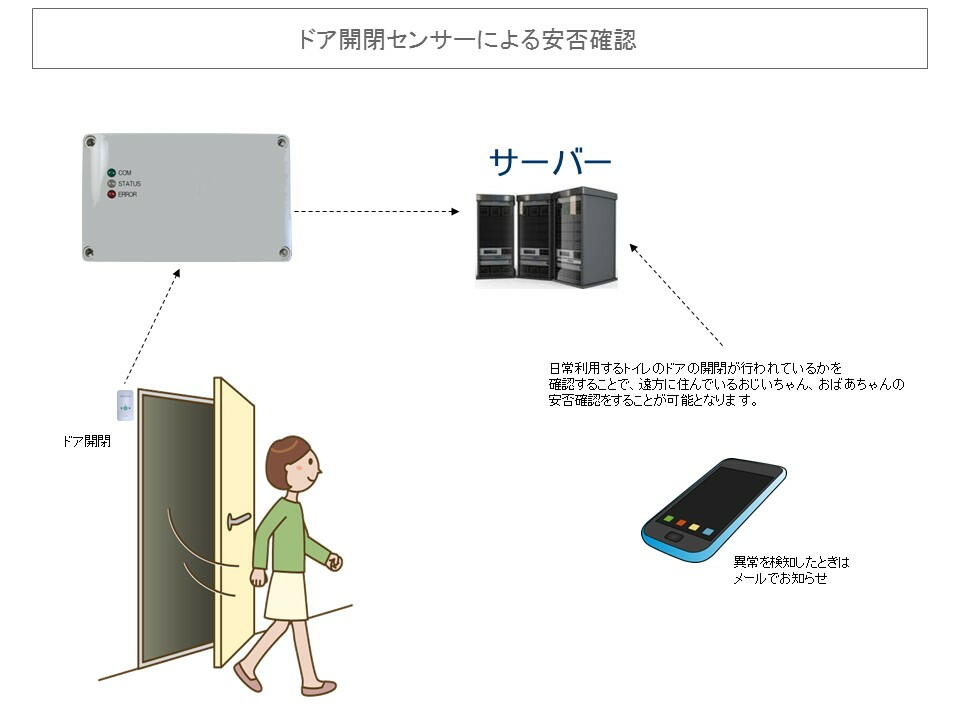 ドア開閉センサーによる安否確認
サーバー
COM
STATUS
ERROR
日常利用するトイレのドアの開閉が行われているかを
確認することで、遠方に住んでいるおじいちゃん、おばあちゃんの
安否確認をすることが可能となります。
ドア開閉
異常を検知したときは
メールでお知らせ